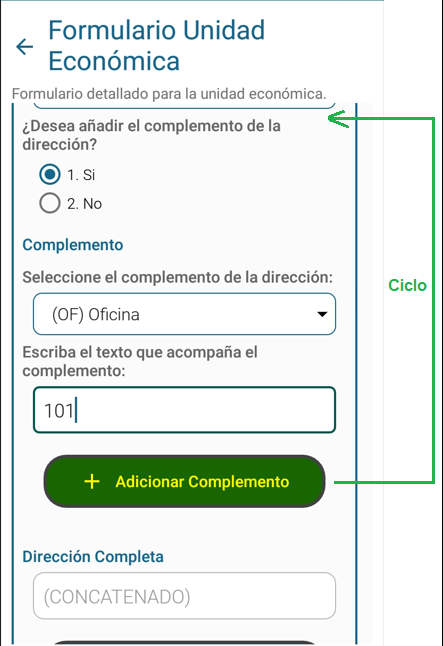 Formulario Unidad
Económica
Formulario detallado para la unidad económica.
¿Desea añadir el complemento de la
dirección?
1. Si
2. No
Complemento
Seleccione el complemento de la dirección:
(OF) Oficina
Escriba el texto que acompaña el
complemento:
101
+ Adicionar Complemento
Ciclo
Dirección Completa
(CONCATENADO)